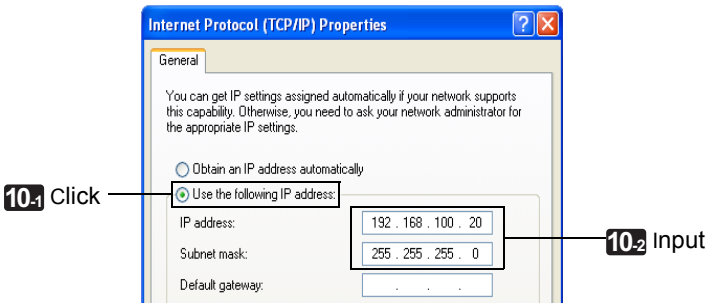 Internet Protocol (TCP/IP) Properties
General
You can get IP settings assigned automatically if your network supports
this capability. Otherwise, you need to ask your network administrator for
the appropriate IP settings.
Obtain an IP address automatically
10-1 Click
Use the following IP address:
IP address: 192 . 168 . 100 . 20
Subnet mask: 255 . 255 . 255 . 0
10-2 Input
Default gateway: . . .